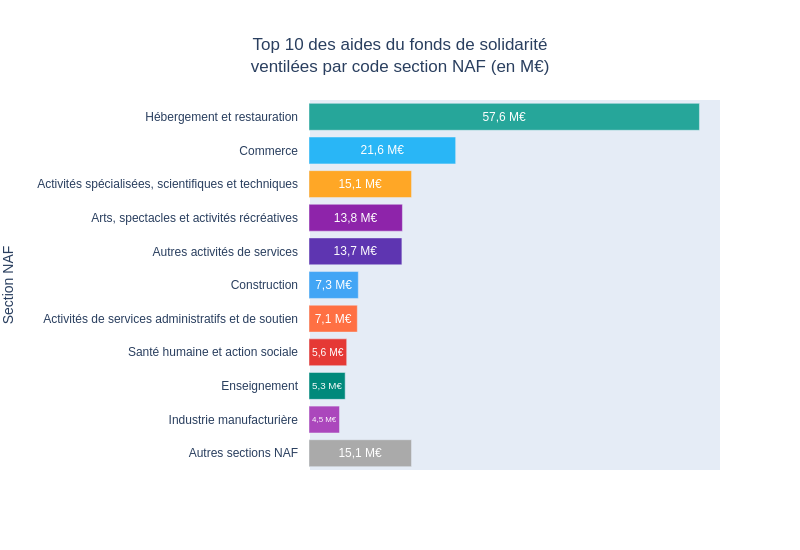 Top 10 des aides du fonds de solidarité
ventilées par code section NAF (en M€)
Section NAF
Hébergement et restauration 57,6 M€
Commerce 21,6 M€
Activités spécialisées, scientifiques et techniques 15,1 M€
Arts, spectacles et activités récréatives 13,8 M€
Autres activités de services 13,7 M€
Construction 7,3 M€
Activités de services administratifs et de soutien 7,1 M€
Santé humaine et action sociale 5,6 M€
Enseignement 5,3 M€
Industrie manufacturière 4,5 M€
Autres sections NAF 15,1 M€